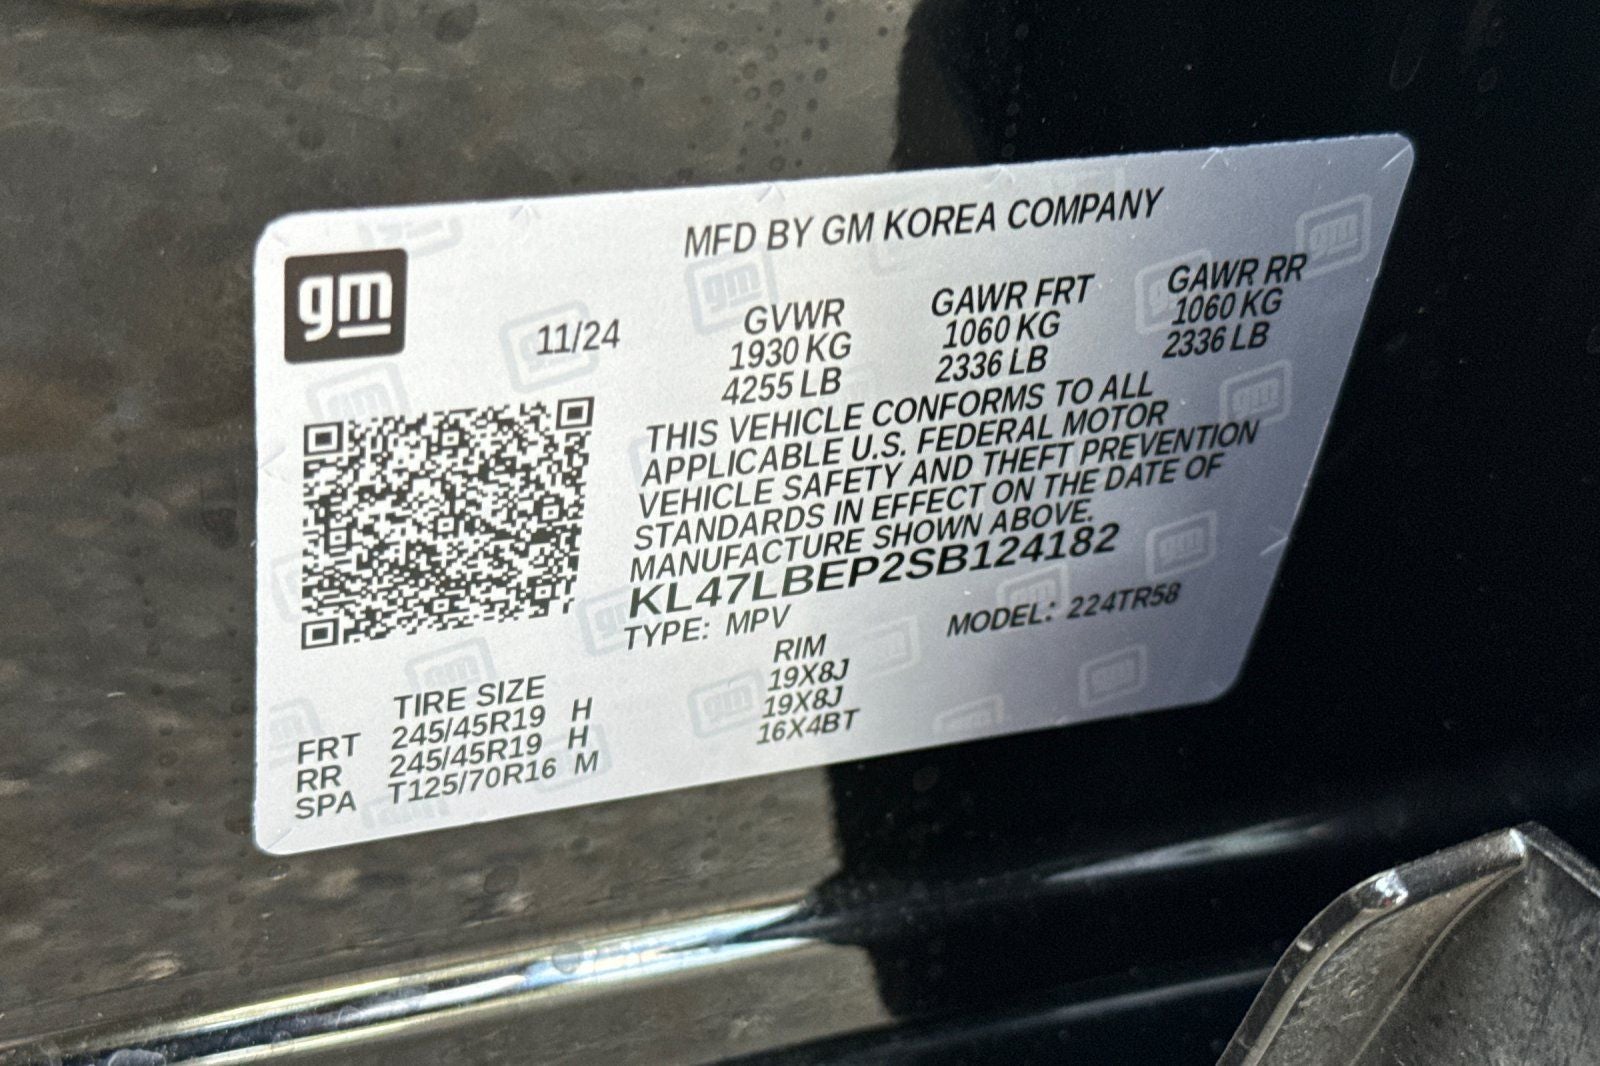 gm
MFD BY GM KOREA COMPANY
11/24
GVWR GAWR FRT GAWR RR
1930 KG 1060 KG 1060 KG
4255 LB 2336 LB 2336 LB
THIS VEHICLE CONFORMS TO ALL
APPLICABLE U.S. FEDERAL MOTOR
VEHICLE SAFETY AND THEFT PREVENTION
STANDARDS IN EFFECT ON THE DATE OF
MANUFACTURE SHOWN ABOVE.
KL47LBEP2SB124182
TYPE: MPV MODEL: 224TR58
TIRE SIZE RIM
FRT 245/45R19 H 19X8J
RR 245/45R19 H 19X8J
SPA T125/70R16 M 16X4BT